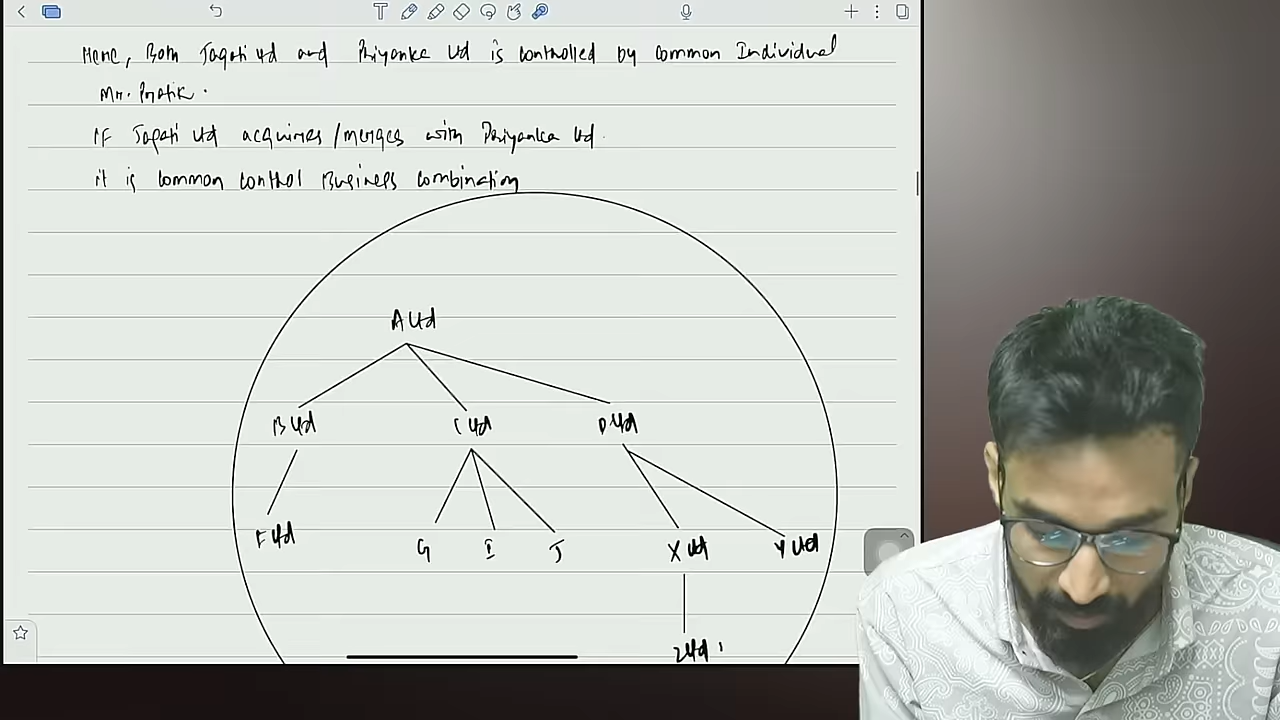 Here, Both Jagati Ltd and Priyanka Ltd is controlled by common Individual
Mr. Pratik.
If Jagati Ltd acquires/merges with Priyanka Ltd.
it is common control Business combination
A Ltd
B Ltd C Ltd D Ltd
F Ltd G I J X Ltd Y Ltd
Z Ltd